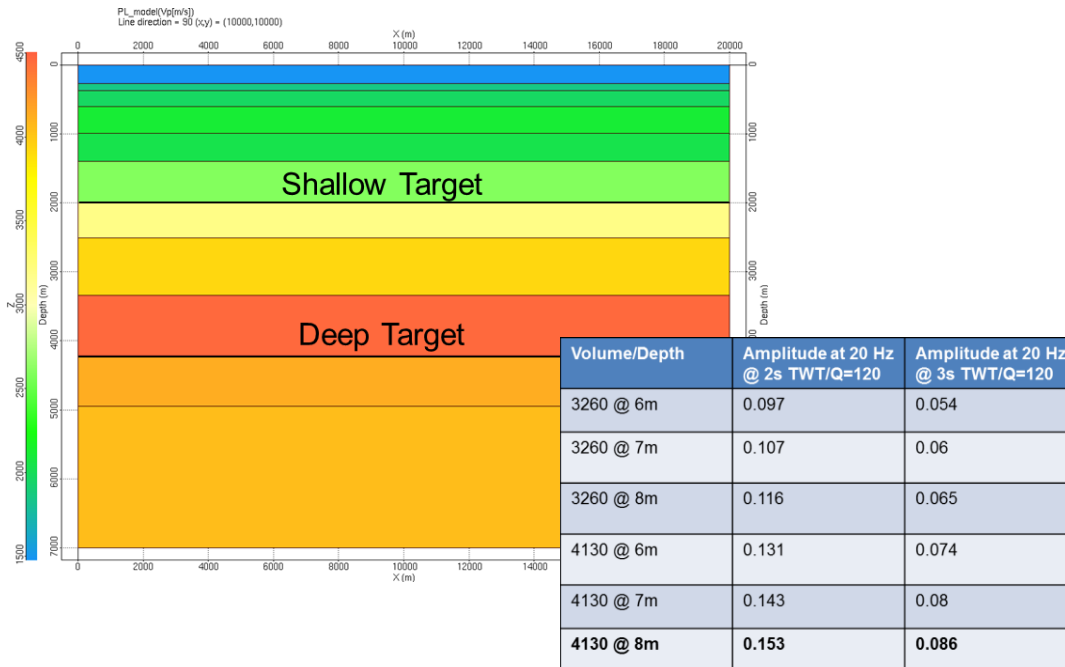 PL_model(Vp[m/s])
Line direction = 90 (x,y) = (10000,10000)
X (m)
0 2000 4000 6000 8000 10000 12000 14000 16000 18000 20000
4500
4000
3500
3000
2500
2000
1500
Z
Depth (m)
0
1000
2000
3000
4000
5000
6000
7000
Shallow Target
Deep Target
0
1000
2000
3000
Depth (m)
0 2000 4000 6000 8000 10000 12000 14000
X (m)
Volume/Depth Amplitude at 20 Hz @ 2s TWT/Q=120 Amplitude at 20 Hz @ 3s TWT/Q=120
3260 @ 6m 0.097 0.054
3260 @ 7m 0.107 0.06
3260 @ 8m 0.116 0.065
4130 @ 6m 0.131 0.074
4130 @ 7m 0.143 0.08
4130 @ 8m 0.153 0.086